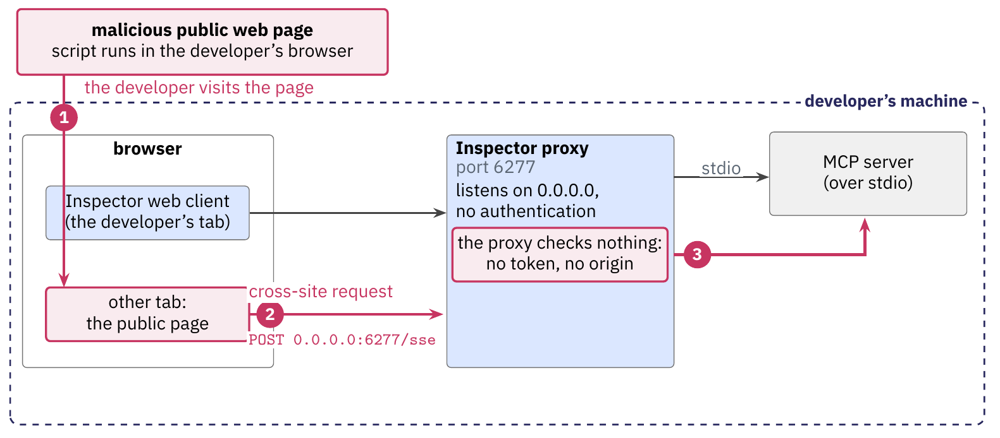 malicious public web page
script runs in the developer’s browser
the developer visits the page
developer’s machine
1
browser
Inspector web client
(the developer’s tab)
other tab:
the public page
cross-site request
2
POST 0.0.0.0:6277/sse
Inspector proxy
port 6277
listens on 0.0.0.0,
no authentication
the proxy checks nothing:
no token, no origin
stdio
3
MCP server
(over stdio)